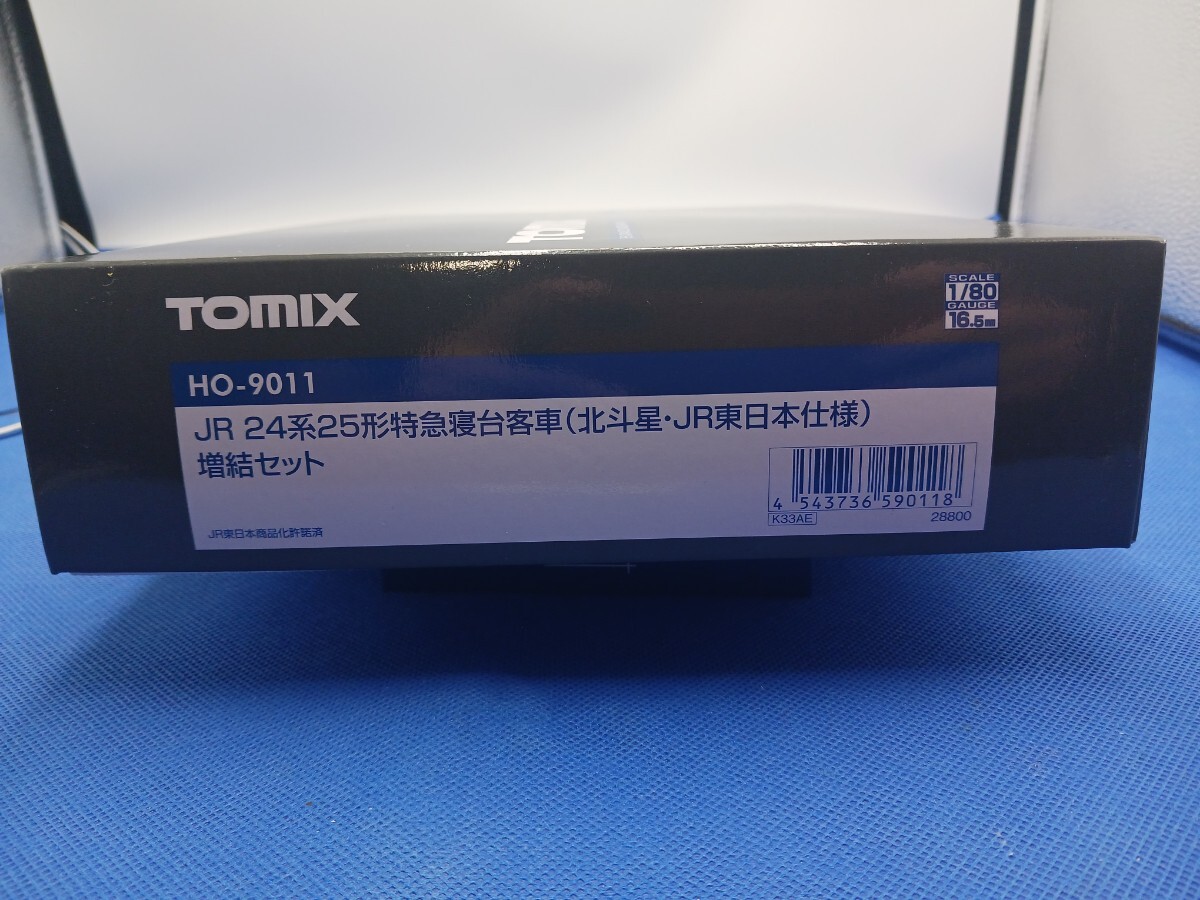 TOMIX
SCALE
1/80
GAUGE
16.5mm
HO-9011
JR 24系25形特急寝台客車(北斗星・JR東日本仕様)
増結セット
4 543736 590118
K33AE
28800
JR東日本商品化許諾済